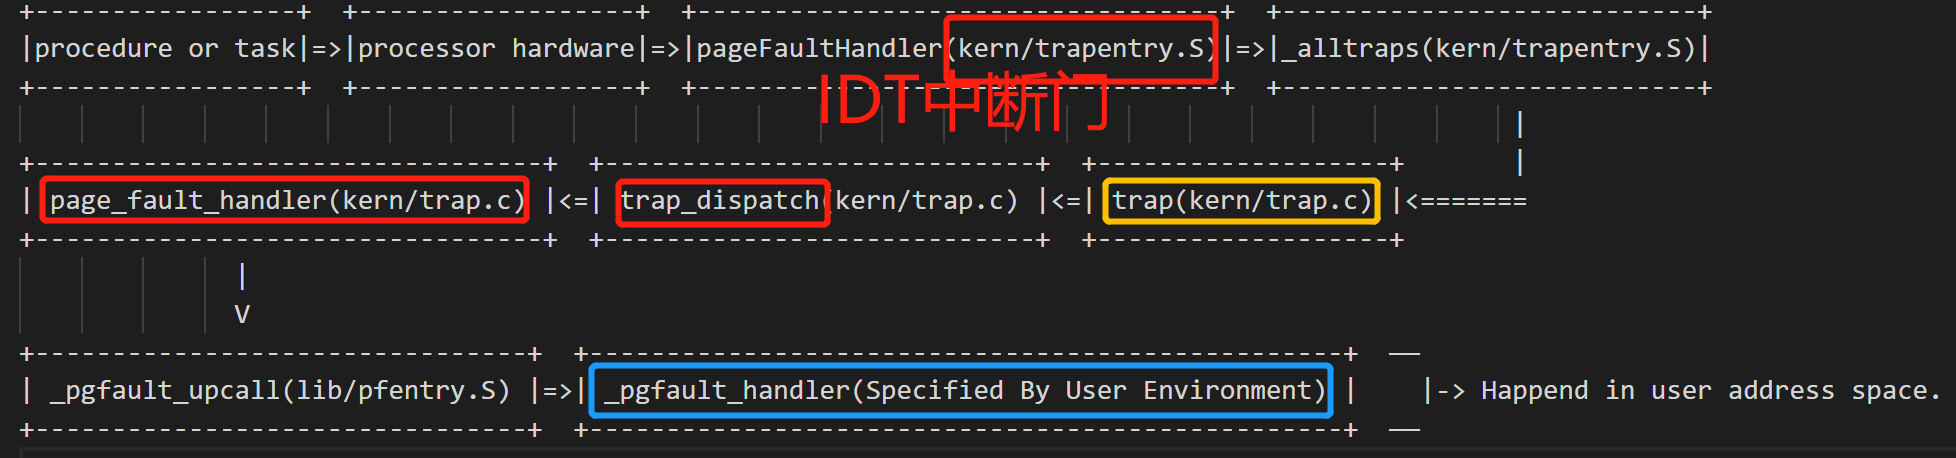 |procedure or task|=>|processor hardware|=>|pageFaultHandler(kern/trapentry.S)|=>|_alltraps(kern/trapentry.S)|
IDT中断门
| page_fault_handler(kern/trap.c) |<=| trap_dispatch(kern/trap.c) |<=| trap(kern/trap.c) |<=======
V
| _pgfault_upcall(lib/pfentry.S) |=>| _pgfault_handler(Specified By User Environment) | |-> Happend in user address space.